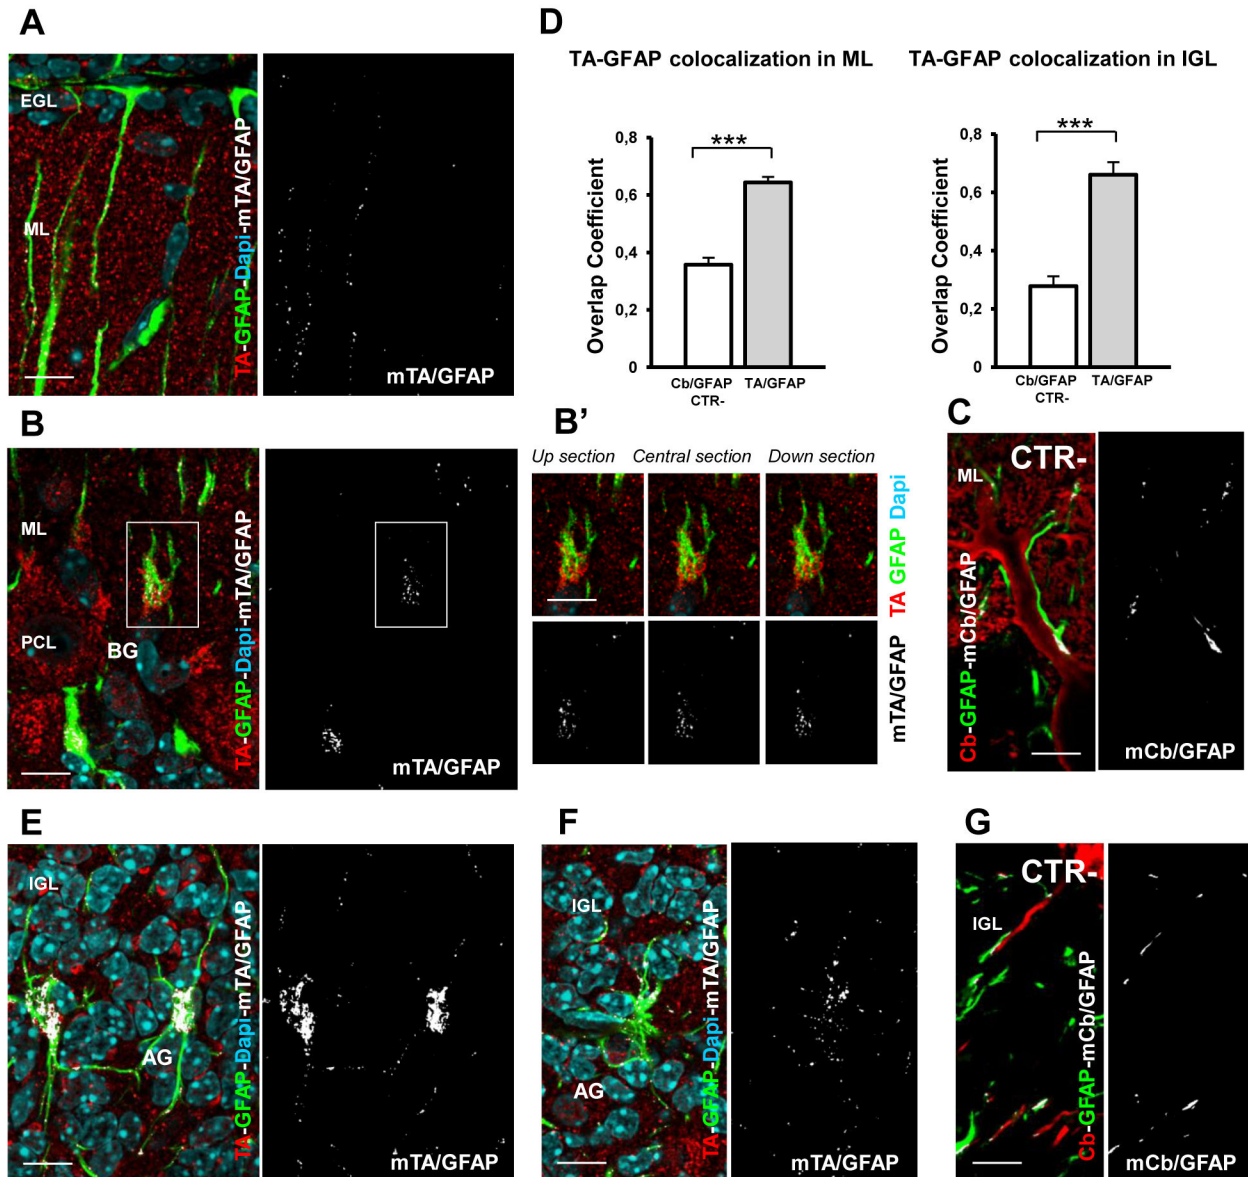 A
EGL
ML
TA-GFAP-Dapi-mTA/GFAP
mTA/GFAP
D
TA-GFAP colocalization in ML
Overlap Coefficient
0,8
0,6
0,4
0,2
0
***
Cb/GFAP
CTR-
TA/GFAP
TA-GFAP colocalization in IGL
Overlap Coefficient
0,8
0,6
0,4
0,2
0
***
Cb/GFAP
CTR-
TA/GFAP
B
ML
PCL
BG
TA-GFAP-Dapi-mTA/GFAP
mTA/GFAP
B’
Up section
Central section
Down section
TA GFAP Dapi
mTA/GFAP
C
CTR-
ML
Cb-GFAP-mCb/GFAP
mCb/GFAP
E
IGL
AG
TA-GFAP-Dapi-mTA/GFAP
mTA/GFAP
F
IGL
AG
TA-GFAP-Dapi-mTA/GFAP
mTA/GFAP
G
CTR-
IGL
Cb-GFAP-mCb/GFAP
mCb/GFAP